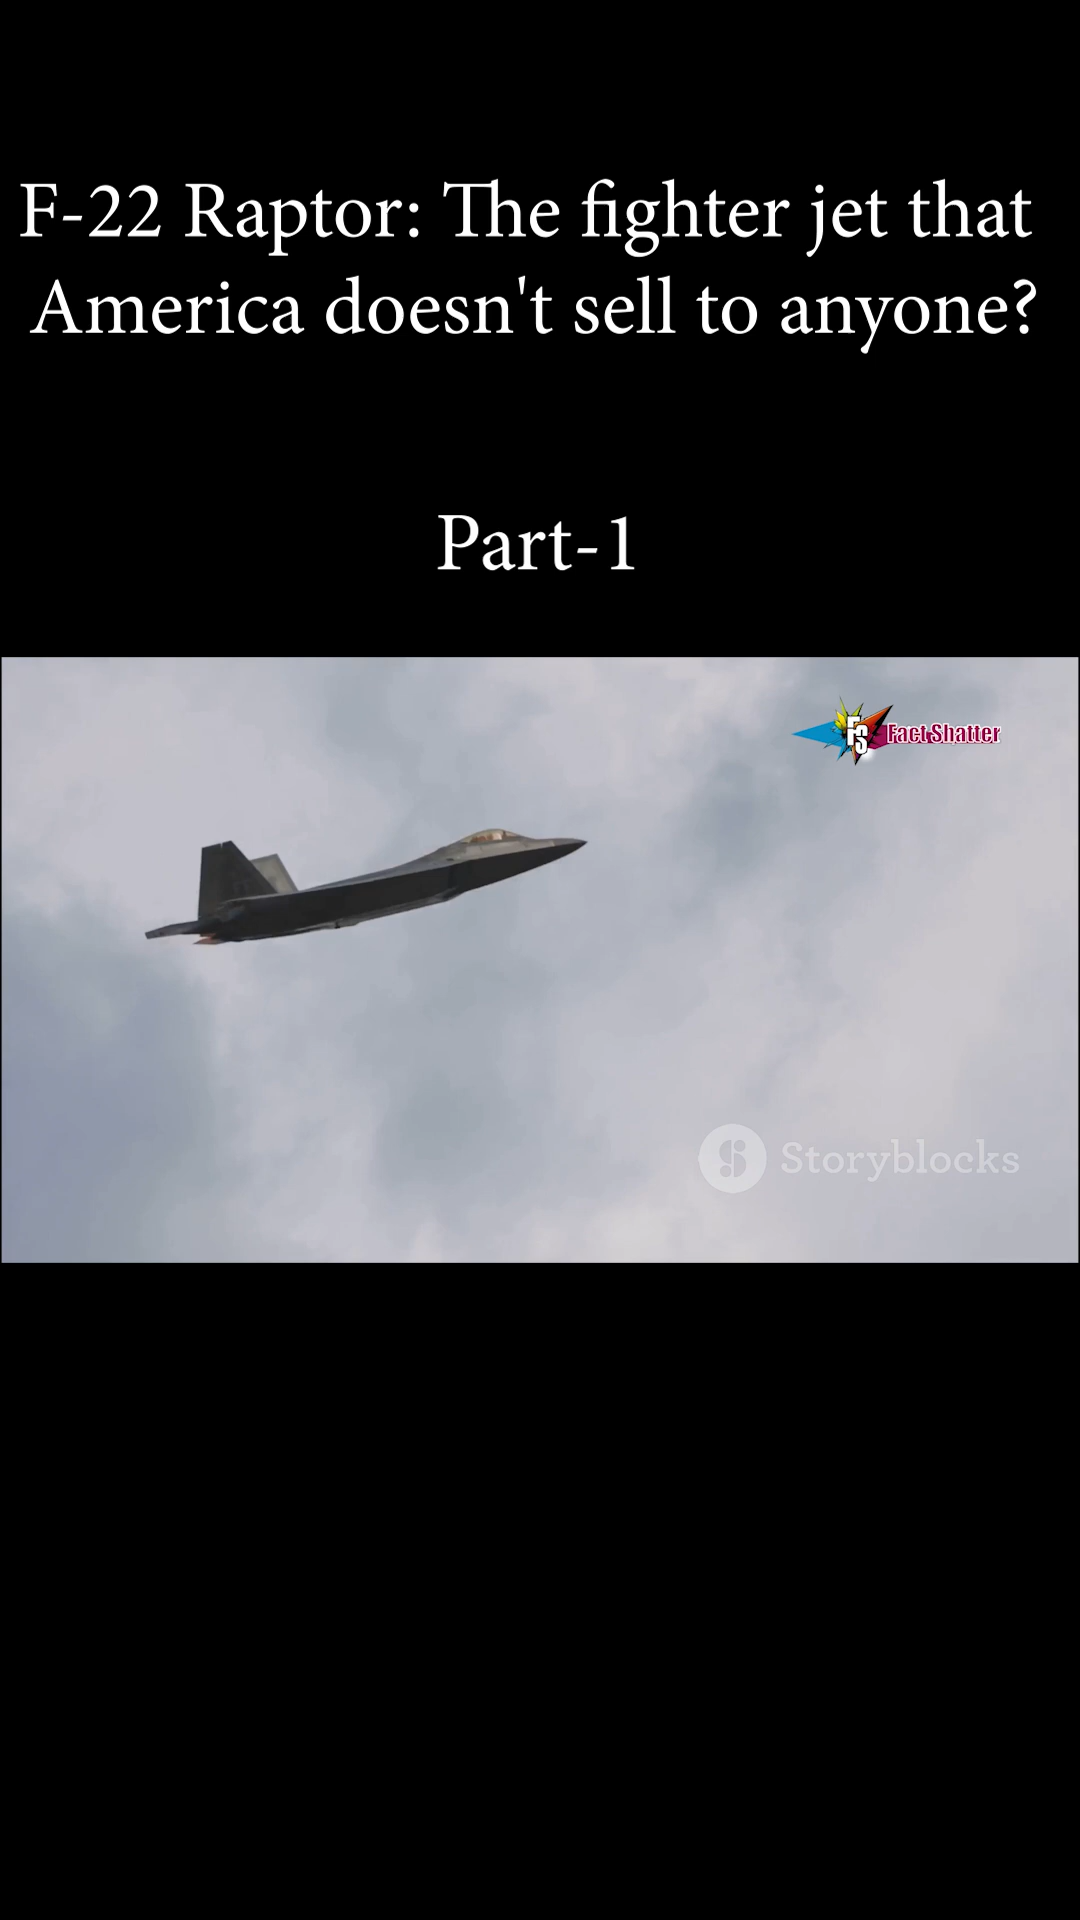 F-22 Raptor: The fighter jet that
America doesn't sell to anyone?
Part-1
FS Fact Shatter
Storyblocks